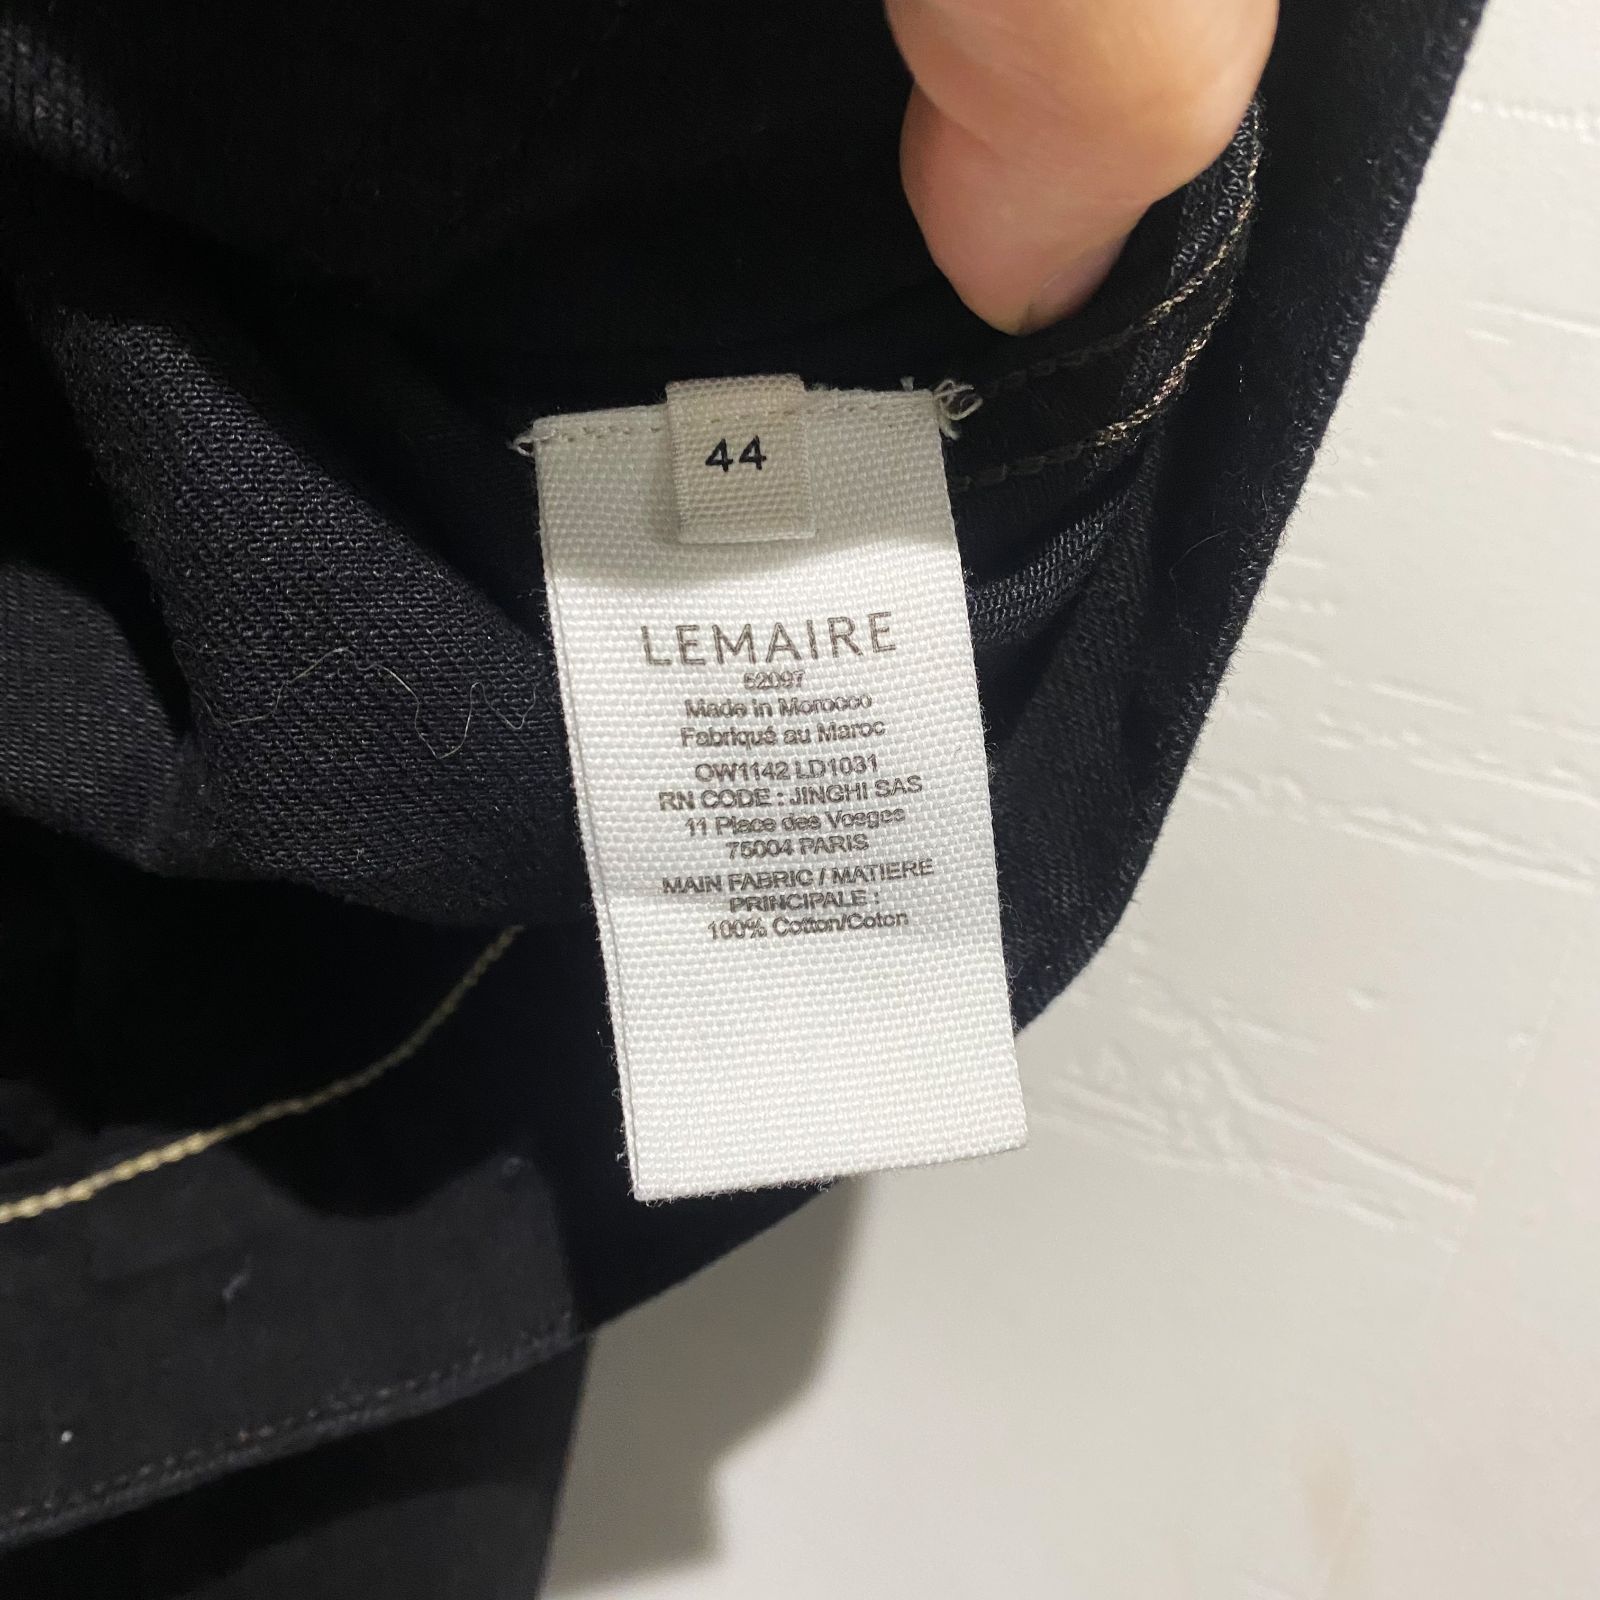 44
LEMAIRE
52097
Made in Morocco
Fabriqué au Maroc
OW1142 LD1031
RN CODE : JINGHI SAS
11 Place des Vosges
75004 PARIS
MAIN FABRIC / MATIERE
PRINCIPALE :
100% Cotton/Coton